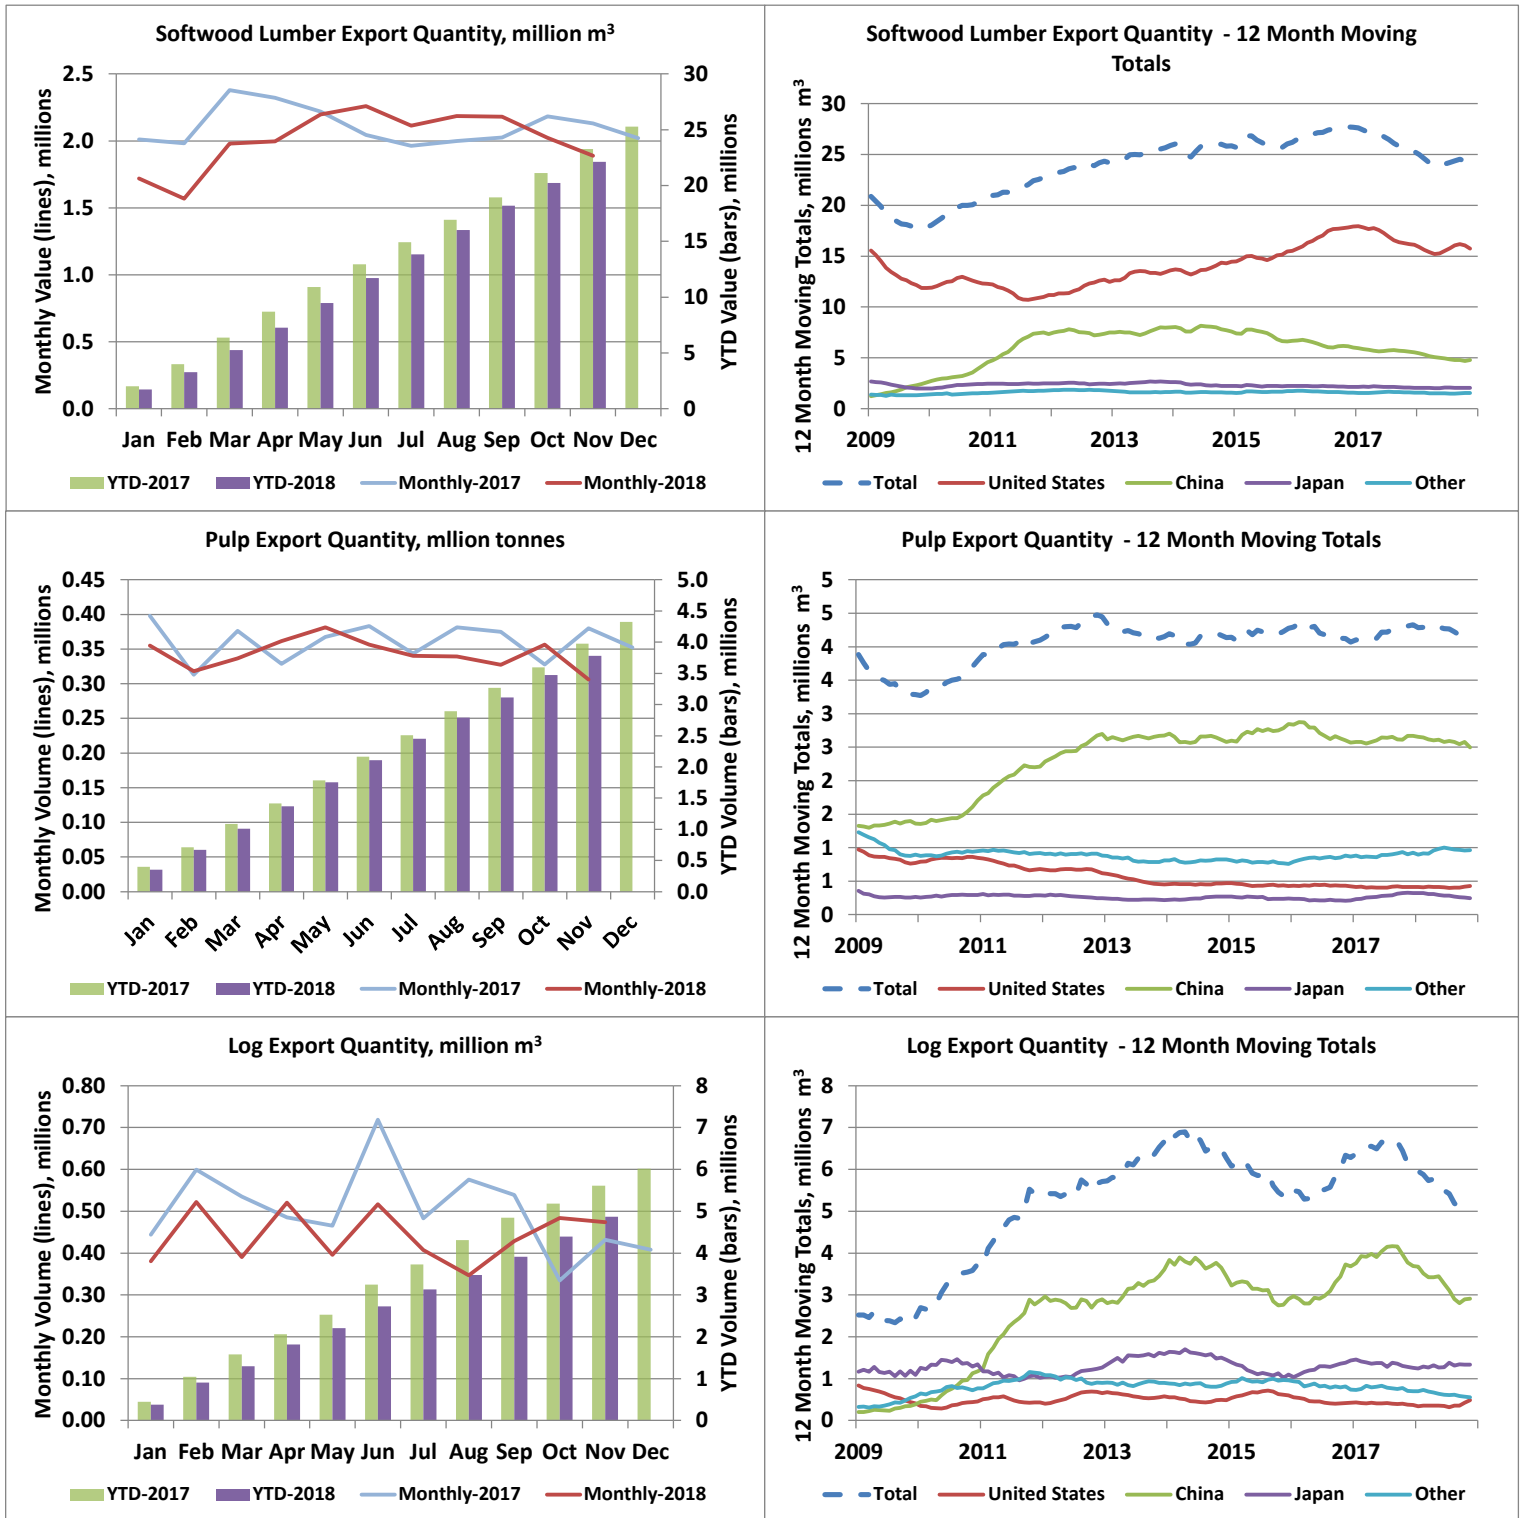 Softwood Lumber Export Quantity, million m³
Monthly Value (lines), millions
2.5
2.0
1.5
1.0
0.5
0.0
30
25
20
15
10
5
0
YTD Value (bars), millions
Jan Feb Mar Apr May Jun Jul Aug Sep Oct Nov Dec
YTD-2017 YTD-2018 Monthly-2017 Monthly-2018
Softwood Lumber Export Quantity - 12 Month Moving
Totals
12 Month Moving Totals, millions m³
30
25
20
15
10
5
0
2009 2011 2013 2015 2017
Total United States China Japan Other
Pulp Export Quantity, mllion tonnes
Monthly Volume (lines), millions
0.45
0.40
0.35
0.30
0.25
0.20
0.15
0.10
0.05
0.00
5.0
4.5
4.0
3.5
3.0
2.5
2.0
1.5
1.0
0.5
0.0
YTD Volume (bars), millions
Jan Feb Mar Apr May Jun Jul Aug Sep Oct Nov Dec
YTD-2017 YTD-2018 Monthly-2017 Monthly-2018
Pulp Export Quantity - 12 Month Moving Totals
12 Month Moving Totals, millions m³
5
5
4
4
3
3
2
2
1
1
0
2009 2011 2013 2015 2017
Total United States China Japan Other
Log Export Quantity, million m³
Monthly Volume (lines), millions
0.80
0.70
0.60
0.50
0.40
0.30
0.20
0.10
0.00
8
7
6
5
4
3
2
1
0
YTD Volume (bars), millions
Jan Feb Mar Apr May Jun Jul Aug Sep Oct Nov Dec
YTD-2017 YTD-2018 Monthly-2017 Monthly-2018
Log Export Quantity - 12 Month Moving Totals
12 Month Moving Totals, millions m³
8
7
6
5
4
3
2
1
0
2009 2011 2013 2015 2017
Total United States China Japan Other